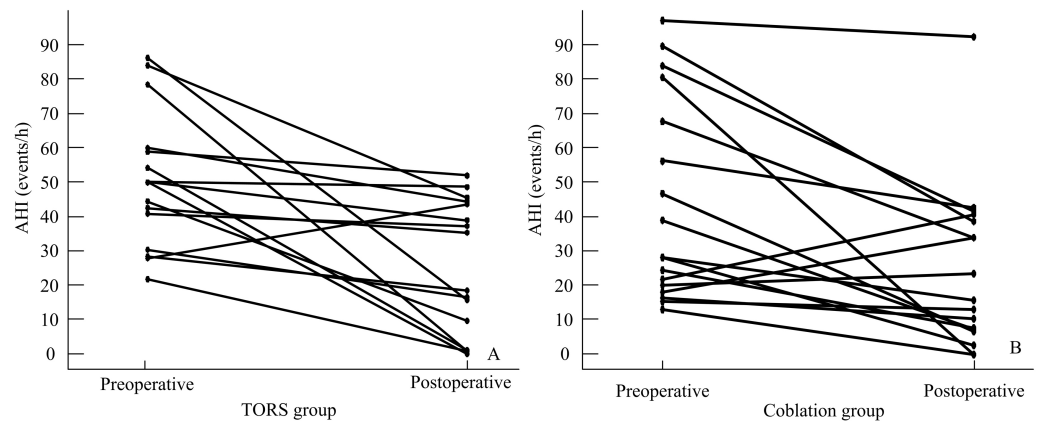 90
80
70
60
50
40
30
20
10
0
AHI (events/h)
A
Preoperative
Postoperative
TORS group
90
80
70
60
50
40
30
20
10
0
AHI (events/h)
B
Preoperative
Postoperative
Coblation group